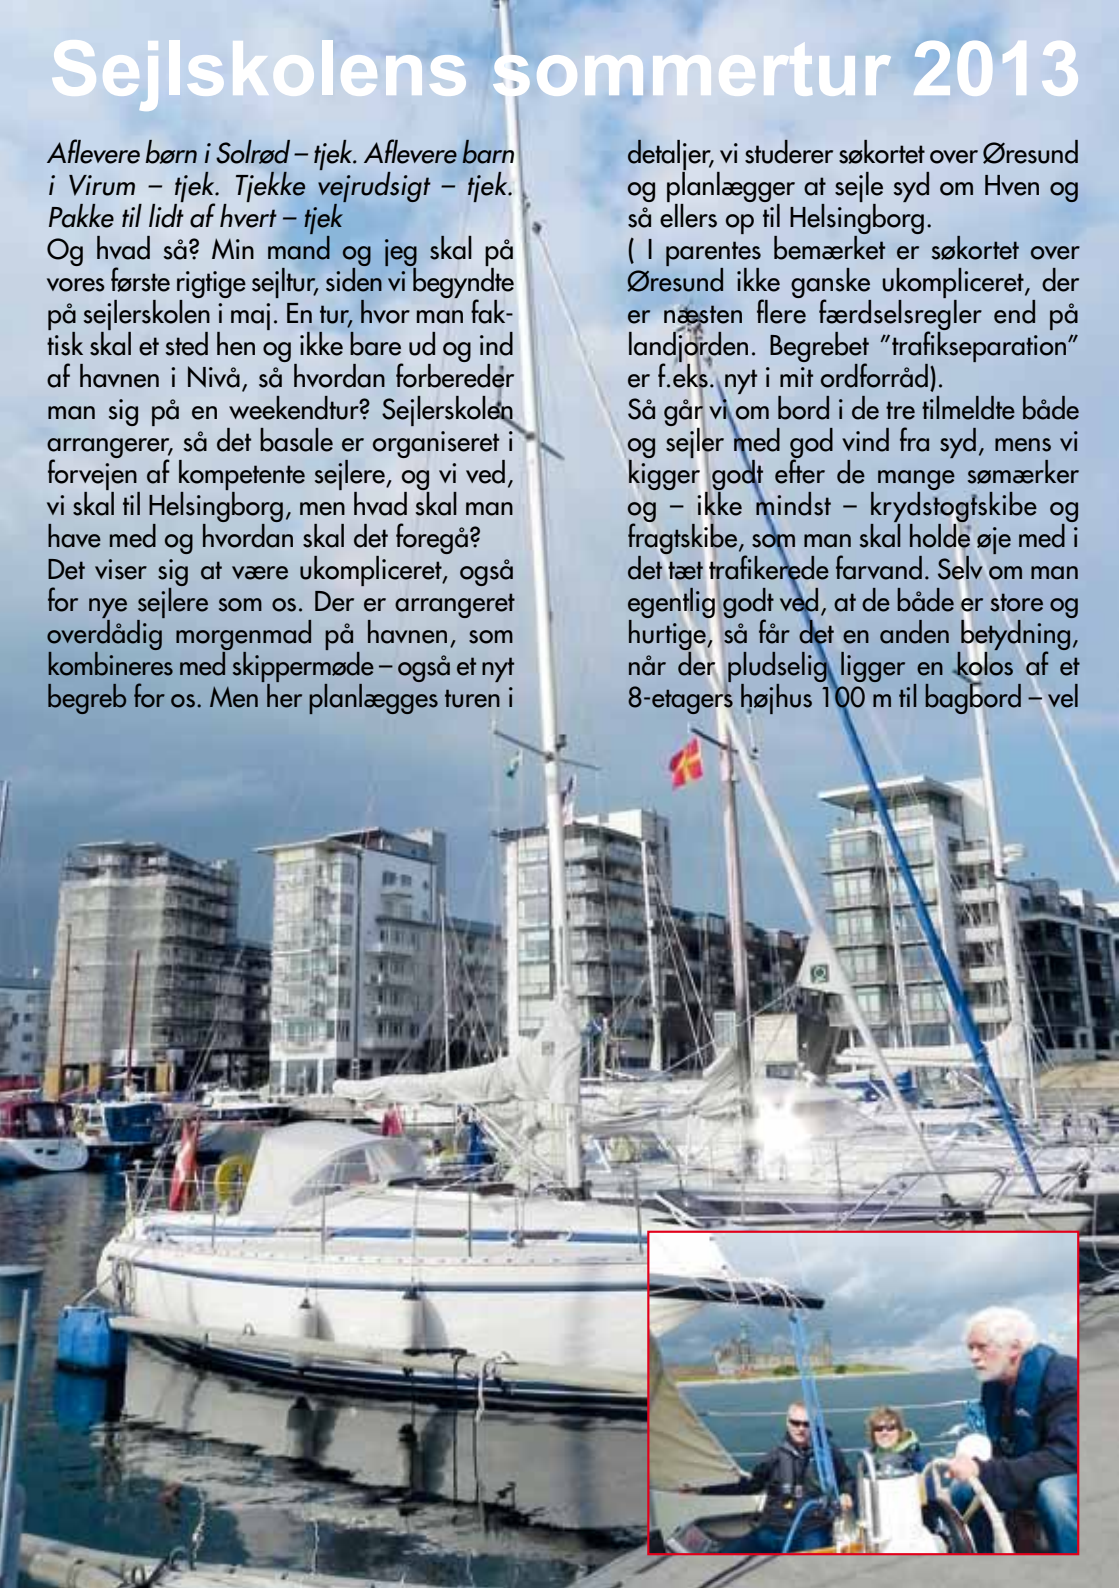 Sejlskolens sommertur 2013
Aflevere børn i Solrød – tjek. Aflevere barn
i Virum – tjek. Tjekke vejrudsigt – tjek.
Pakke til lidt af hvert – tjek
Og hvad så? Min mand og jeg skal på
vores første rigtige sejltur, siden vi begyndte
på sejlerskolen i maj. En tur, hvor man fak-
tisk skal et sted hen og ikke bare ud og ind
af havnen i Nivå, så hvordan forbereder
man sig på en weekendtur? Sejlerskolen
arrangerer, så det basale er organiseret i
forvejen af kompetente sejlere, og vi ved,
vi skal til Helsingborg, men hvad skal man
have med og hvordan skal det foregå?
Det viser sig at være ukompliceret, også
for nye sejlere som os. Der er arrangeret
overdådig morgenmad på havnen, som
kombineres med skippermøde – også et nyt
begreb for os. Men her planlægges turen i
detaljer, vi studerer søkortet over Øresund
og planlægger at sejle syd om Hven og
så ellers op til Helsingborg.
( I parentes bemærket er søkortet over
Øresund ikke ganske ukompliceret, der
er næsten flere færdselsregler end på
landjorden. Begrebet ”trafikseparation”
er f.eks. nyt i mit ordforråd).
Så går vi om bord i de tre tilmeldte både
og sejler med god vind fra syd, mens vi
kigger godt efter de mange sømærker
og – ikke mindst – krydstogtskibe og
fragtskibe, som man skal holde øje med i
det tæt trafikerede farvand. Selv om man
egentlig godt ved, at de både er store og
hurtige, så får det en anden betydning,
når der pludselig ligger en kolos af et
8-etagers højhus 100 m til bagbord – vel